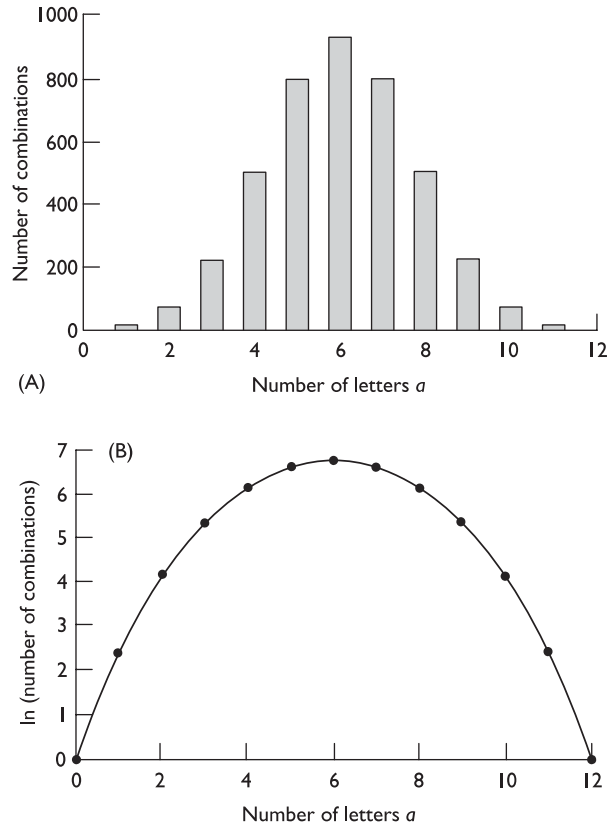 1000
800
600
400
200
0
Number of combinations
0 2 4 6 8 10 12
(A)
Number of letters a
(B)
7
6
5
4
3
2
1
0
ln (number of combinations)
0 2 4 6 8 10 12
Number of letters a